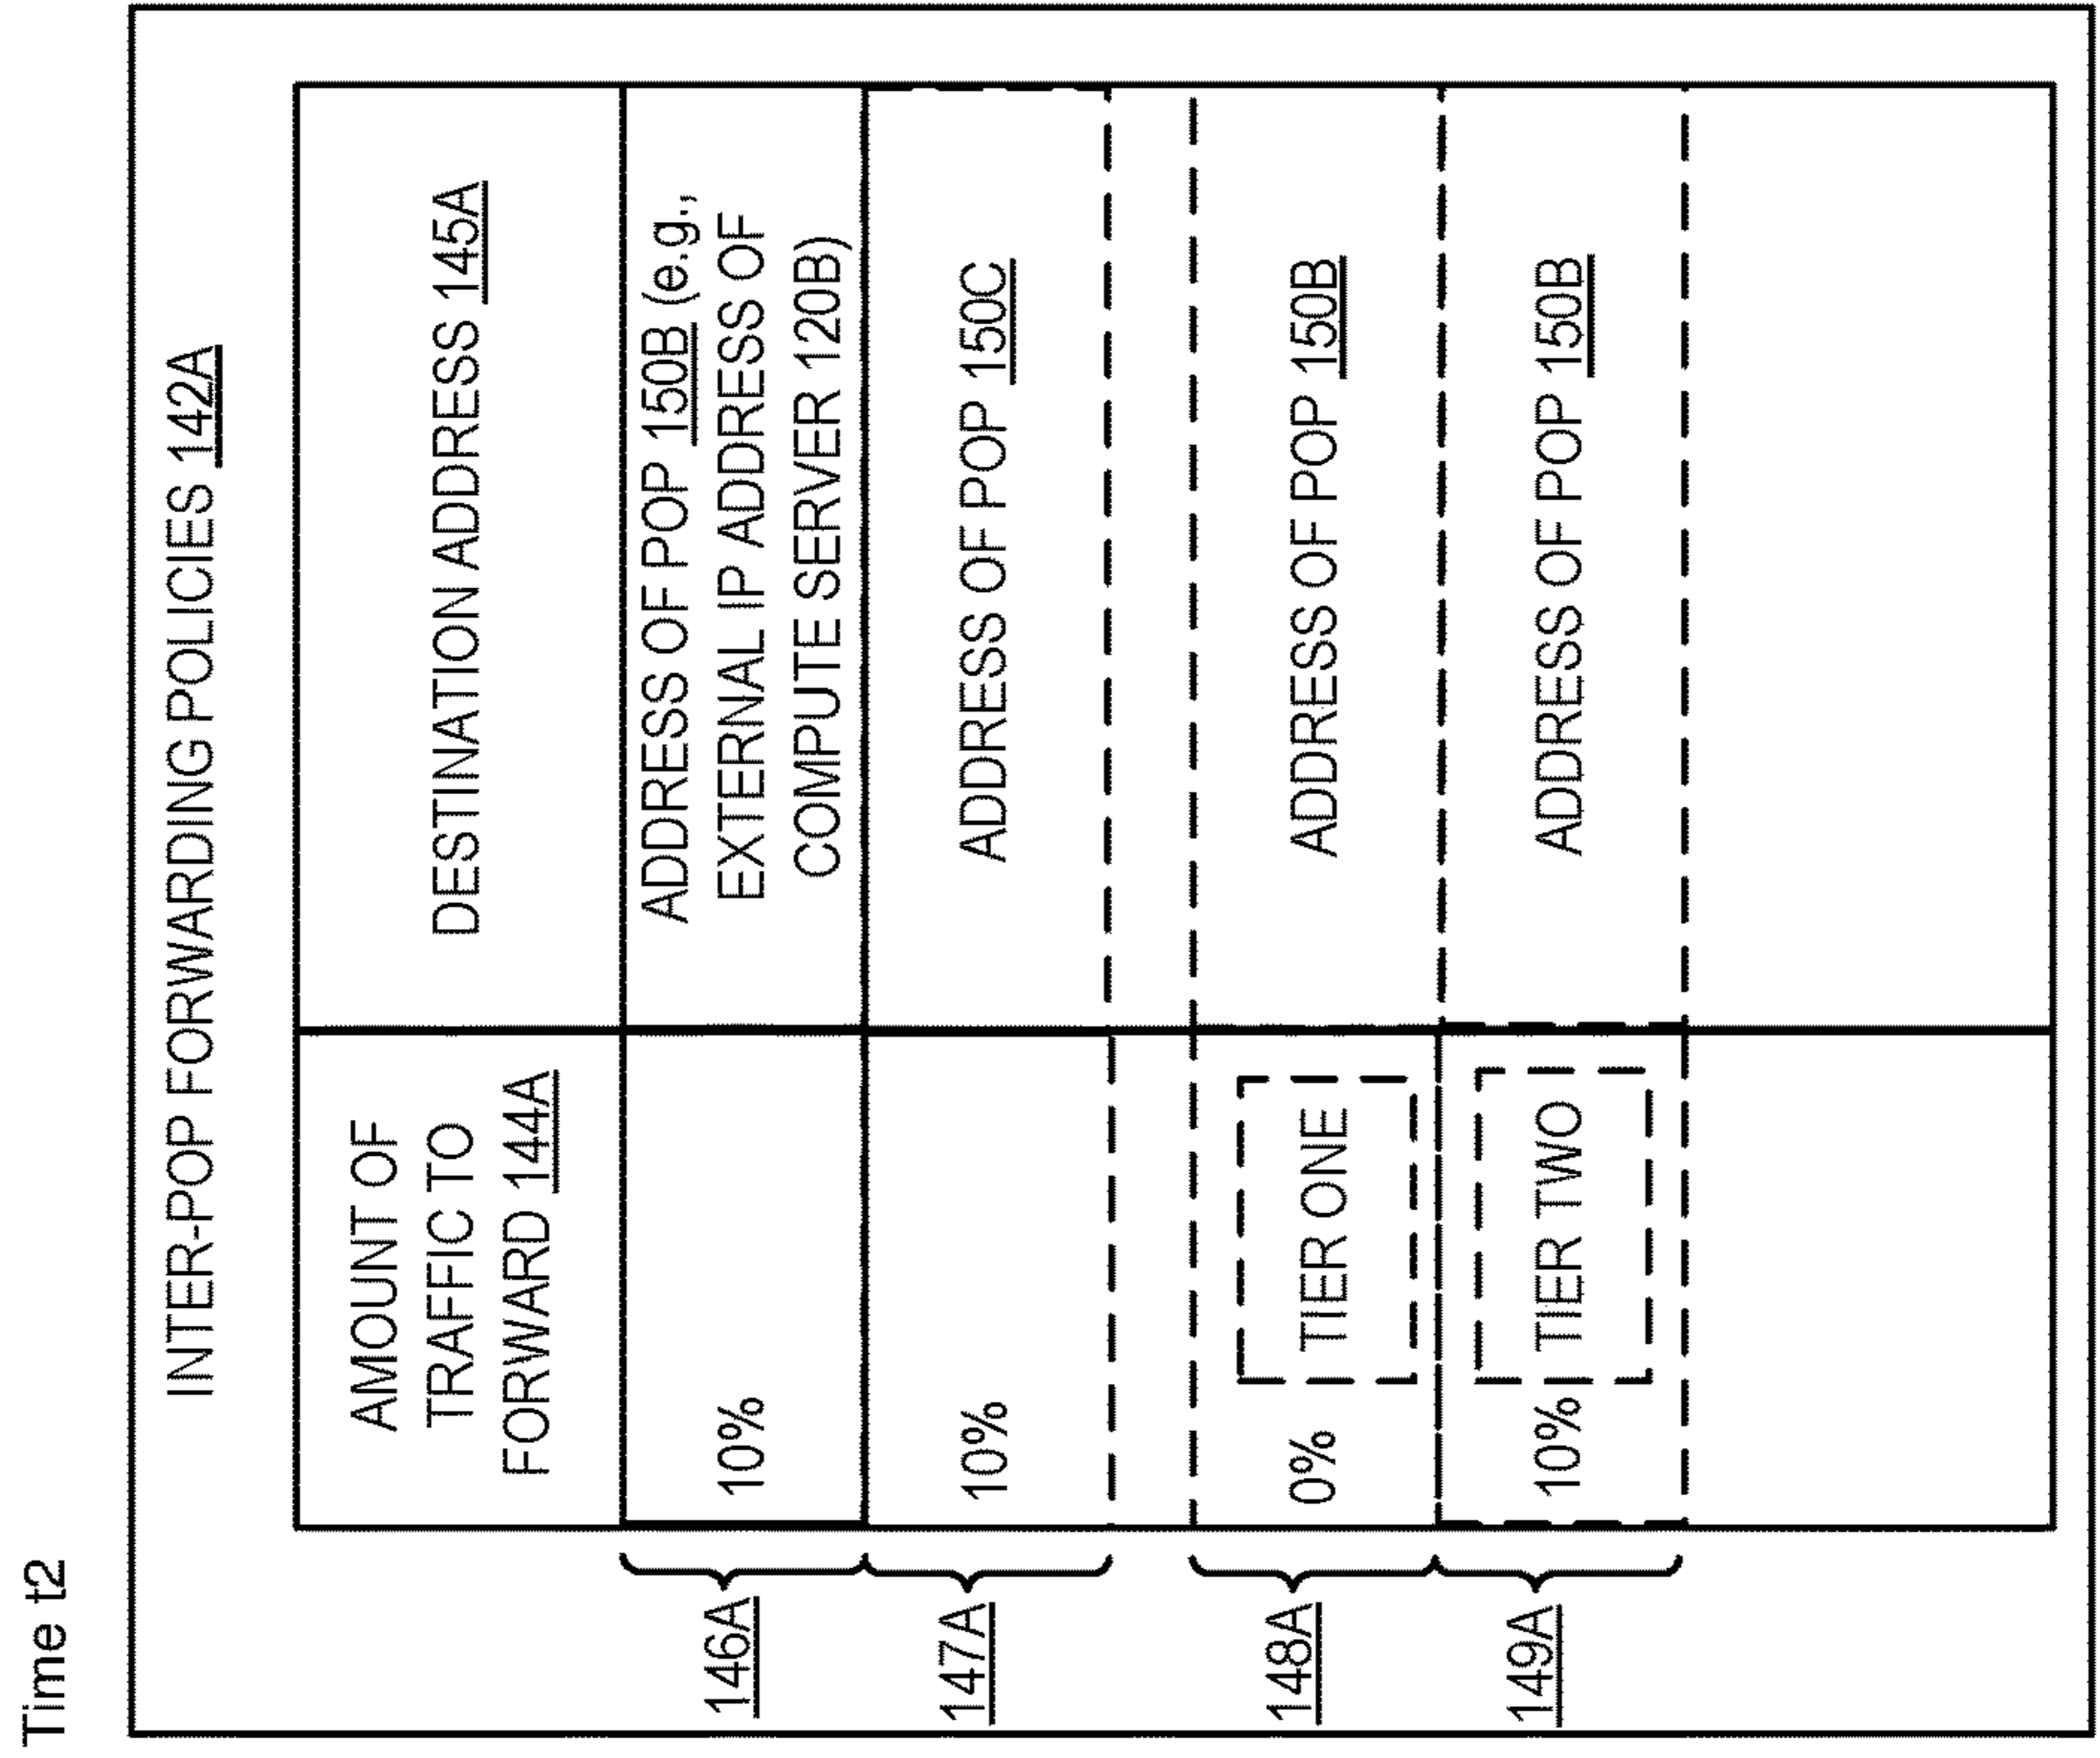 Time t2
INTER-POP FORWARDING POLICIES 142A
AMOUNT OF
TRAFFIC TO
FORWARD 144A
DESTINATION ADDRESS 145A
146A
10%
ADDRESS OF POP 150B (e.g.,
EXTERNAL IP ADDRESS OF
COMPUTE SERVER 120B)
147A
10%
ADDRESS OF POP 150C
148A
0%
TIER ONE
ADDRESS OF POP 150B
149A
10%
TIER TWO
ADDRESS OF POP 150B